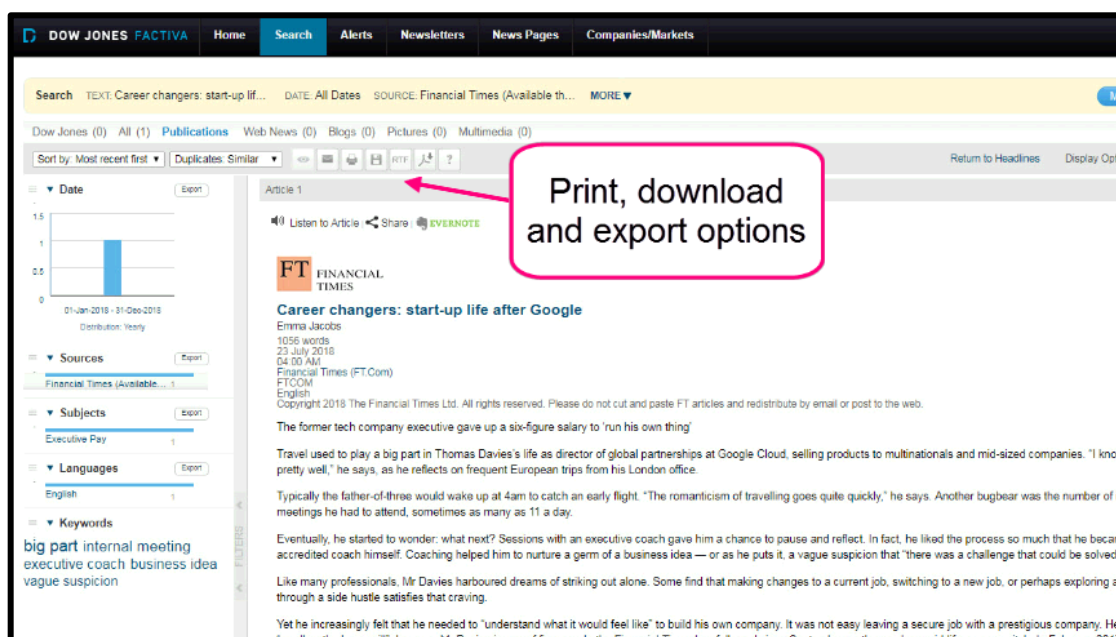 DOW JONES FACTIVA Home Search Alerts Newsletters News Pages Companies/Markets
Search TEXT: Career changers: start-up lif... DATE: All Dates SOURCE: Financial Times (Available th... MORE
Dow Jones (0) All (1) Publications Web News (0) Blogs (0) Pictures (0) Multimedia (0)
Sort by: Most recent first Duplicates: Similar RTF ? Return to Headlines Display Opt
Print, download
and export options
Date Export
1.5
1
0.5
0
01-Jan-2018 - 31-Dec-2018
Distribution: Yearly
Sources Export
Financial Times (Available... 1
Subjects Export
Executive Pay 1
Languages Export
English 1
Keywords
big part internal meeting
executive coach business idea
vague suspicion
FILTERS
Article 1
Listen to Article Share EVERNOTE
FT FINANCIAL
TIMES
Career changers: start-up life after Google
Emma Jacobs
1056 words
23 July 2018
04:00 AM
Financial Times (FT.Com)
FTCOM
English
Copyright 2018 The Financial Times Ltd. All rights reserved. Please do not cut and paste FT articles and redistribute by email or post to the web.
The former tech company executive gave up a six-figure salary to 'run his own thing'
Travel used to play a big part in Thomas Davies's life as director of global partnerships at Google Cloud, selling products to multinationals and mid-sized companies. "I kno
pretty well," he says, as he reflects on frequent European trips from his London office.
Typically the father-of-three would wake up at 4am to catch an early flight. "The romanticism of travelling goes quite quickly," he says. Another bugbear was the number of
meetings he had to attend, sometimes as many as 11 a day.
Eventually, he started to wonder: what next? Sessions with an executive coach gave him a chance to pause and reflect. In fact, he liked the process so much that he becar
accredited coach himself. Coaching helped him to nurture a germ of a business idea — or as he puts it, a vague suspicion that "there was a challenge that could be solved
Like many professionals, Mr Davies harboured dreams of striking out alone. Some find that making changes to a current job, switching to a new job, or perhaps exploring a
through a side hustle satisfies that craving.
Yet he increasingly felt that he needed to "understand what it would feel like" to build his own company. It was not easy leaving a secure job with a prestigious company. He